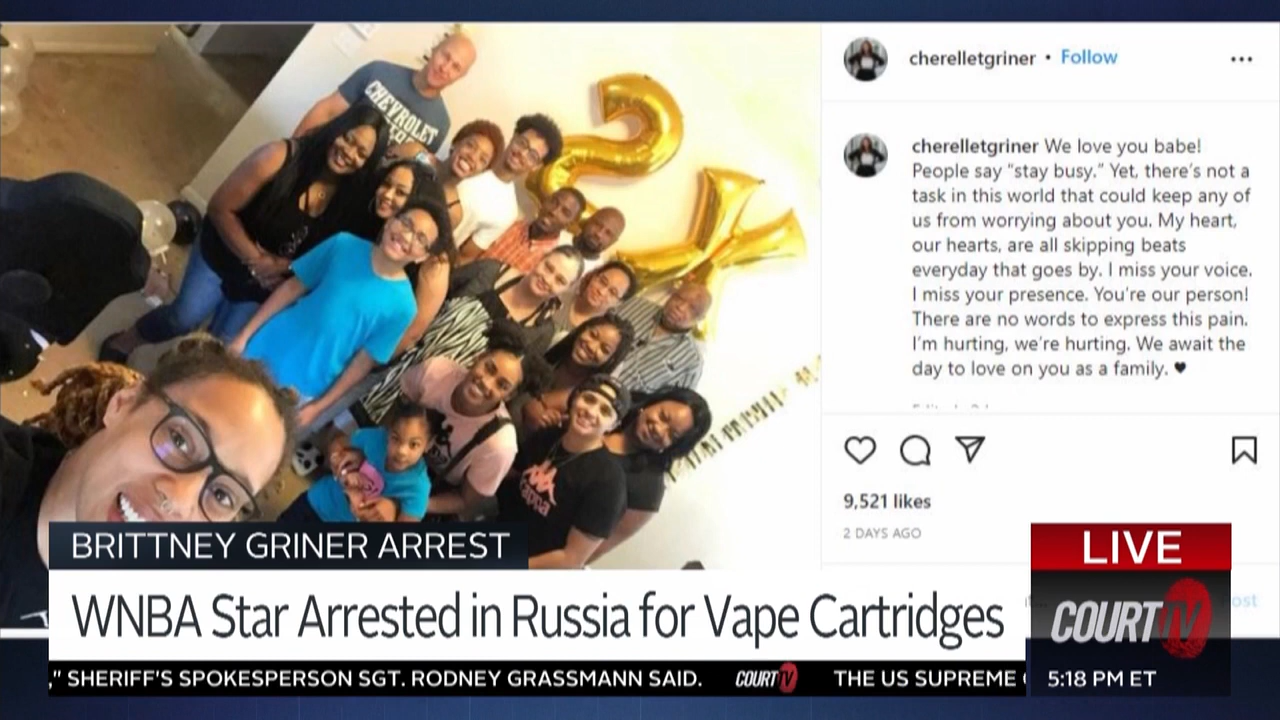 cherelletgriner • Follow
cherelletgriner We love you babe!
People say "stay busy." Yet, there's not a
task in this world that could keep any of
us from worrying about you. My heart,
our hearts, are all skipping beats
everyday that goes by. I miss your voice.
I miss your presence. You're our person!
There are no words to express this pain.
I'm hurting, we're hurting. We await the
day to love on you as a family. ♥
9,521 likes
2 DAYS AGO
CHEVROLET
Kappa
BRITTNEY GRINER ARREST
WNBA Star Arrested in Russia for Vape Cartridges
," SHERIFF'S SPOKESPERSON SGT. RODNEY GRASSMANN SAID. COURT TV THE US SUPREME
LIVE
COURT TV
5:18 PM ET